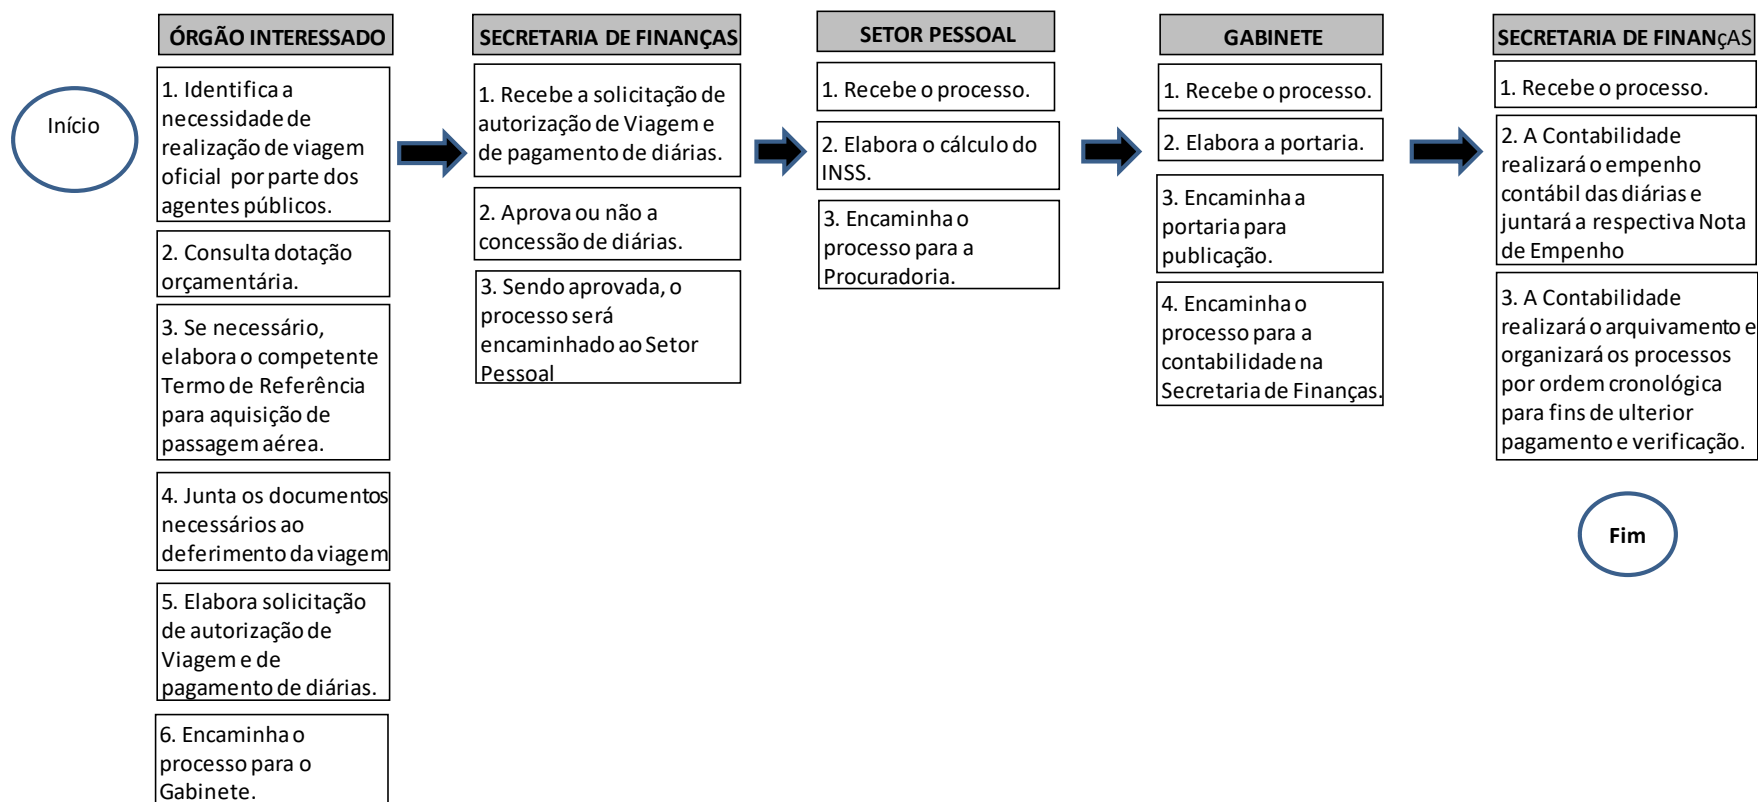 Início
ÓRGÃO INTERESSADO
1. Identifica a
necessidade de
realização de viagem
oficial por parte dos
agentes públicos.
2. Consulta dotação
orçamentária.
3. Se necessário,
elabora o competente
Termo de Referência
para aquisição de
passagem aérea.
4. Junta os documentos
necessários ao
deferimento da viagem
5. Elabora solicitação
de autorização de
Viagem e de
pagamento de diárias.
6. Encaminha o
processo para o
Gabinete.
SECRETARIA DE FINANÇAS
1. Recebe a solicitação de
autorização de Viagem e
de pagamento de diárias.
2. Aprova ou não a
concessão de diárias.
3. Sendo aprovada, o
processo será
encaminhado ao Setor
Pessoal
SETOR PESSOAL
1. Recebe o processo.
2. Elabora o cálculo do
INSS.
3. Encaminha o
processo para a
Procuradoria.
GABINETE
1. Recebe o processo.
2. Elabora a portaria.
3. Encaminha a
portaria para
publicação.
4. Encaminha o
processo para a
contabilidade na
Secretaria de Finanças.
SECRETARIA DE FINANçAS
1. Recebe o processo.
2. A Contabilidade
realizará o empenho
contábil das diárias e
juntará a respectiva Nota
de Empenho
3. A Contabilidade
realizará o arquivamento e
organizará os processos
por ordem cronológica
para fins de ulterior
pagamento e verificação.
Fim